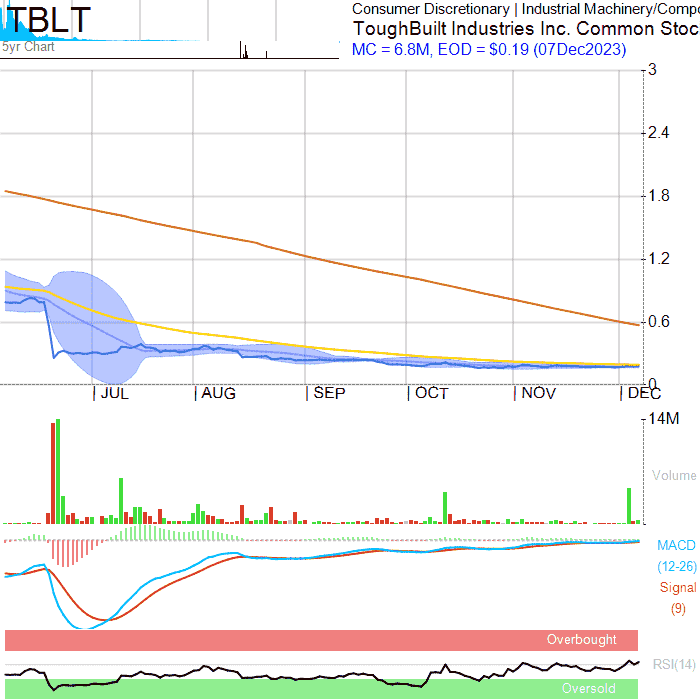 TBLT
5yr Chart
Consumer Discretionary | Industrial Machinery/Compo
ToughBuilt Industries Inc. Common Stoc
MC = 6.8M, EOD = $0.19 (07Dec2023)
3
2.4
1.8
1.2
0.6
0
JUL AUG SEP OCT NOV DEC
14M
Volume
MACD
(12-26)
Signal
(9)
Overbought
RSI(14)
Oversold